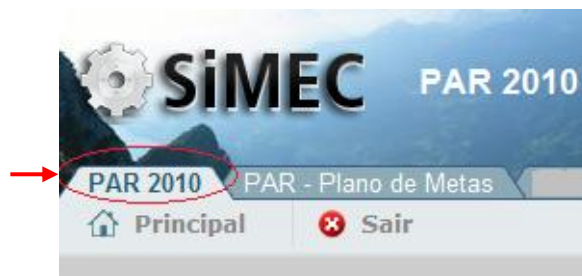 SiMEC PAR 2010
PAR 2010 PAR - Plano de Metas
Principal Sair